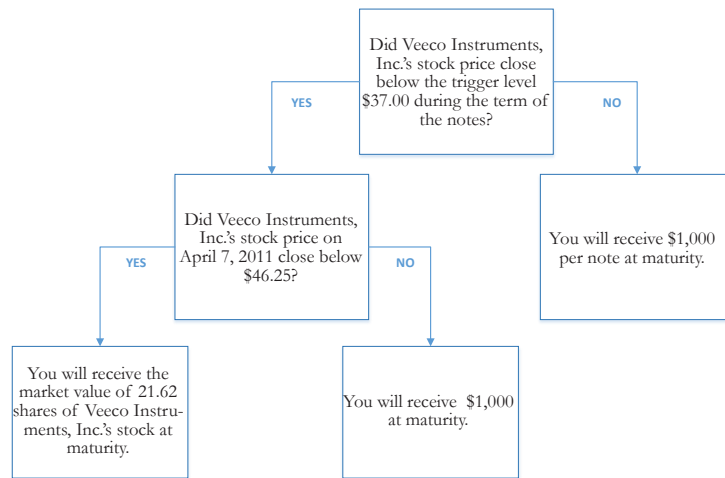 Did Veeco Instruments,
Inc.'s stock price close
below the trigger level
$37.00 during the term of
the notes?
YES
NO
Did Veeco Instruments,
Inc.'s stock price on
April 7, 2011 close below
$46.25?
You will receive $1,000
per note at maturity.
YES
NO
You will receive the
market value of 21.62
shares of Veeco Instru-
ments, Inc.'s stock at
maturity.
You will receive $1,000
at maturity.